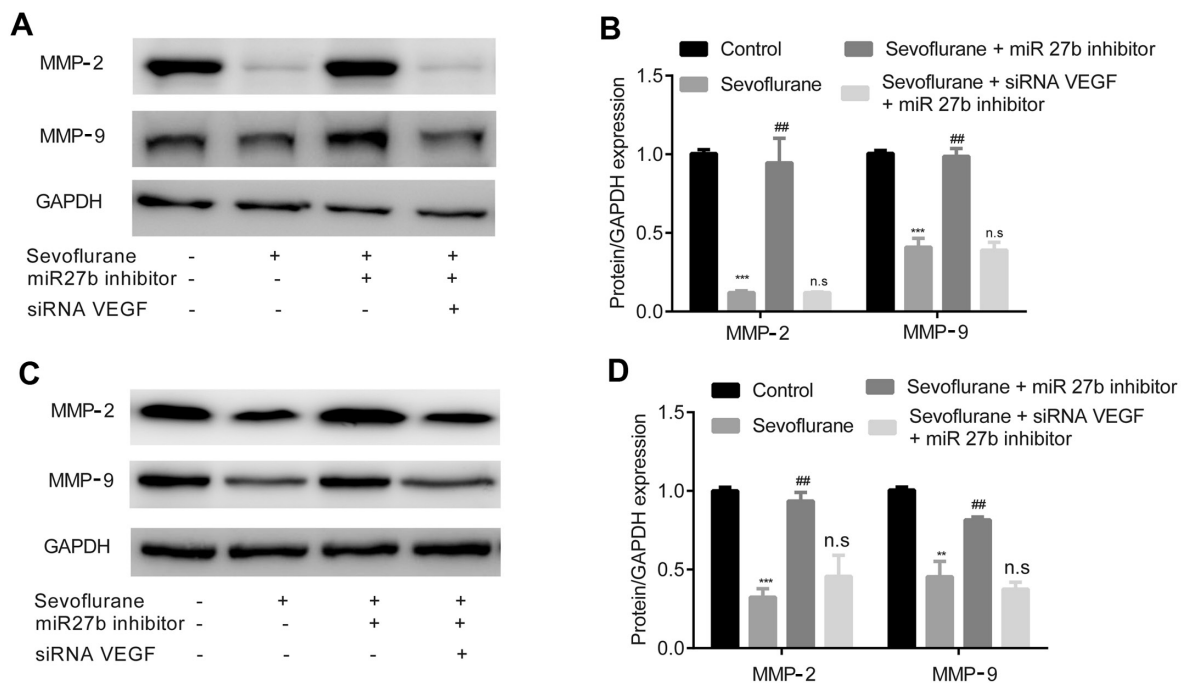 A
MMP-2
MMP-9
GAPDH
Sevoflurane - + + +
miR27b inhibitor - - + +
siRNA VEGF - - - +
B
Control
Sevoflurane + miR 27b inhibitor
Sevoflurane
Sevoflurane + siRNA VEGF
+ miR 27b inhibitor
Protein/GAPDH expression
1.5
1.0
0.5
0.0
***
##
n.s
***
##
n.s
MMP-2
MMP-9
C
MMP-2
MMP-9
GAPDH
Sevoflurane - + + +
miR27b inhibitor - - + +
siRNA VEGF - - - +
D
Control
Sevoflurane + miR 27b inhibitor
Sevoflurane
Sevoflurane + siRNA VEGF
+ miR 27b inhibitor
Protein/GAPDH expression
1.5
1.0
0.5
0.0
***
##
n.s
**
##
n.s
MMP-2
MMP-9